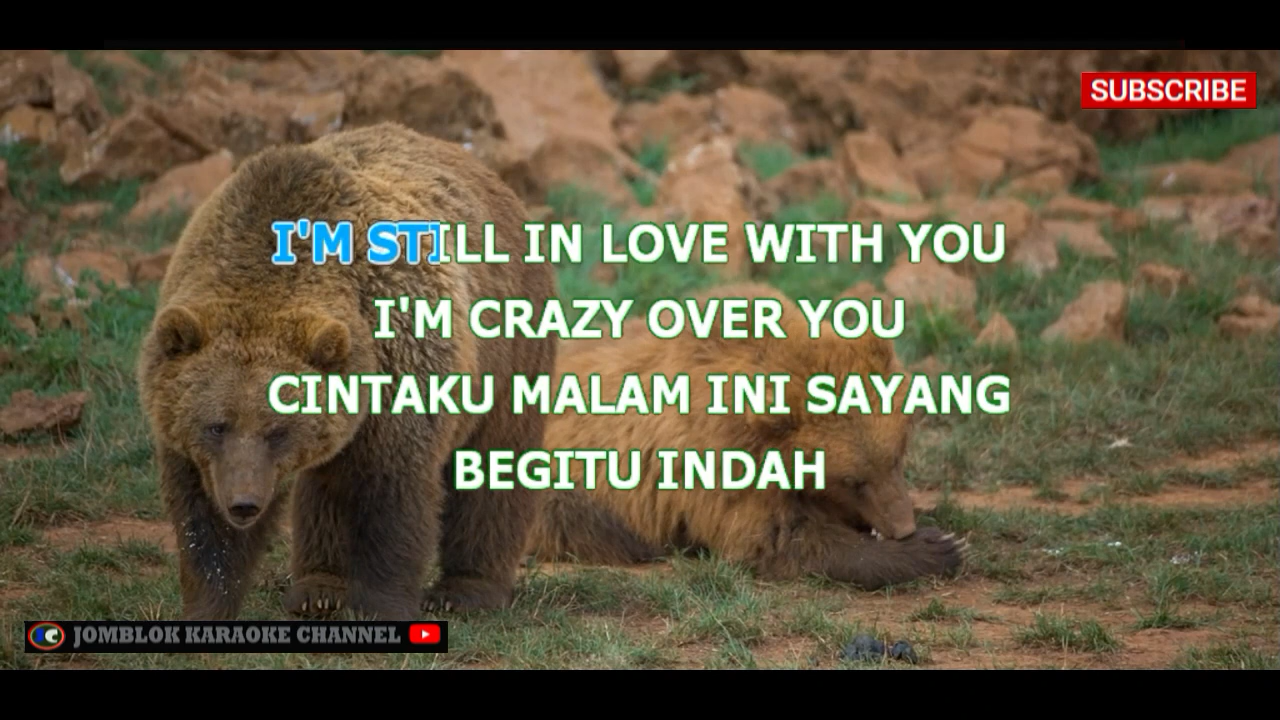 SUBSCRIBE
I'M STILL IN LOVE WITH YOU
I'M CRAZY OVER YOU
CINTAKU MALAM INI SAYANG
BEGITU INDAH
JOMBLOK KARAOKE CHANNEL